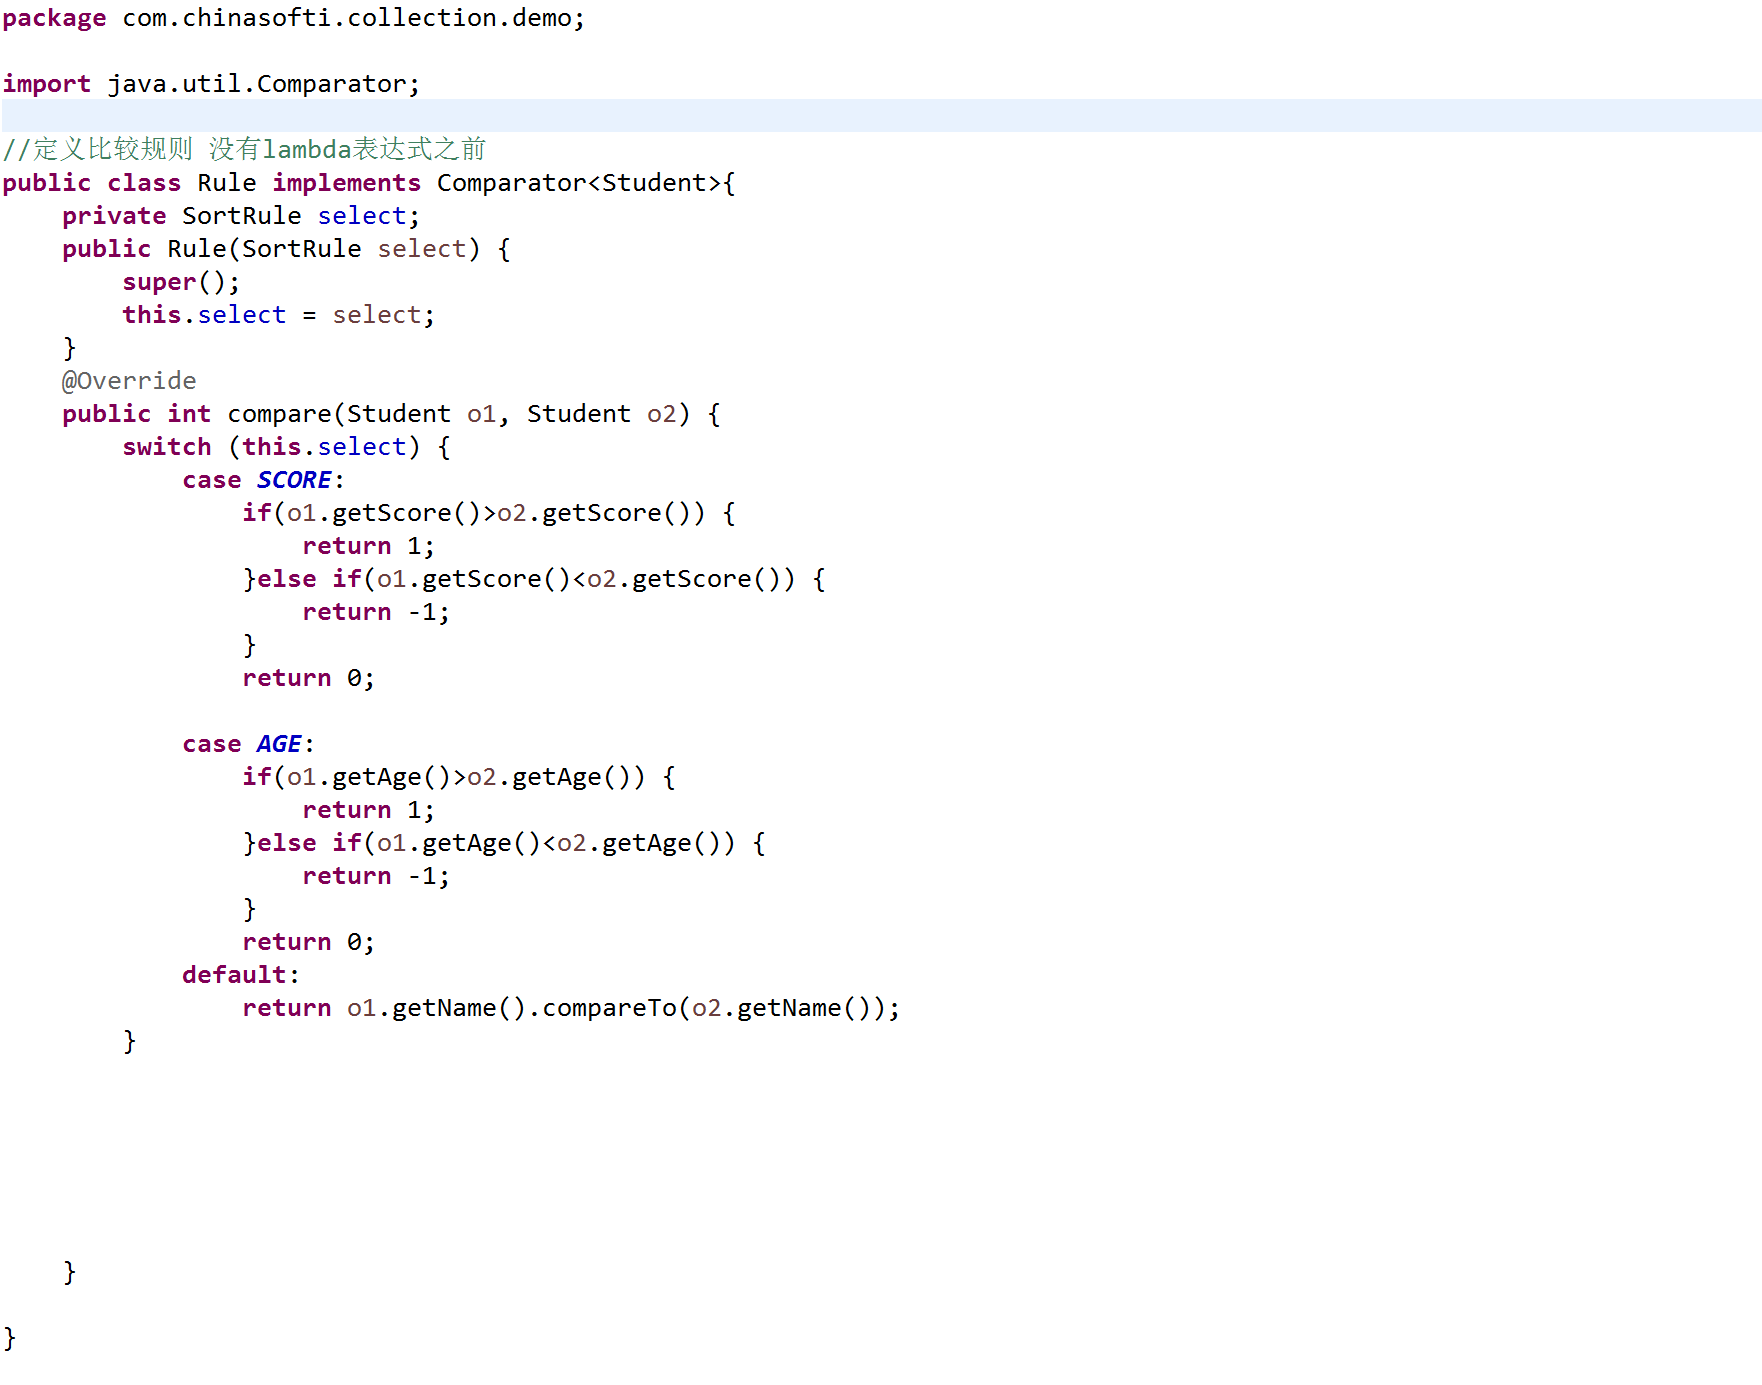 package com.chinasofti.collection.demo;
import java.util.Comparator;
//定义比较规则 没有lambda表达式之前
public class Rule implements Comparator<Student>{
    private SortRule select;
    public Rule(SortRule select) {
        super();
        this.select = select;
    }
    @Override
    public int compare(Student o1, Student o2) {
        switch (this.select) {
            case SCORE:
                if(o1.getScore()>o2.getScore()) {
                    return 1;
                }else if(o1.getScore()<o2.getScore()) {
                    return -1;
                }
                return 0;
            case AGE:
                if(o1.getAge()>o2.getAge()) {
                    return 1;
                }else if(o1.getAge()<o2.getAge()) {
                    return -1;
                }
                return 0;
            default:
                return o1.getName().compareTo(o2.getName());
        }
    }
}